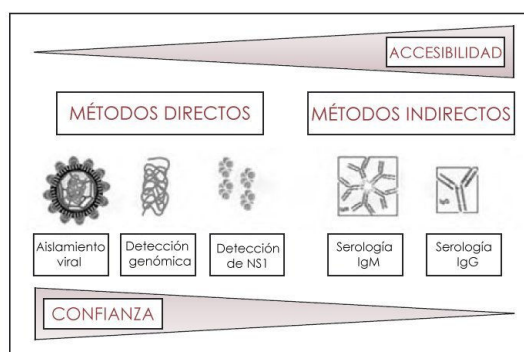 ACCESIBILIDAD
MÉTODOS DIRECTOS
MÉTODOS INDIRECTOS
Aislamiento
viral
Detección
genómica
Detección
de NS1
Serología
IgM
Serología
IgG
CONFIANZA